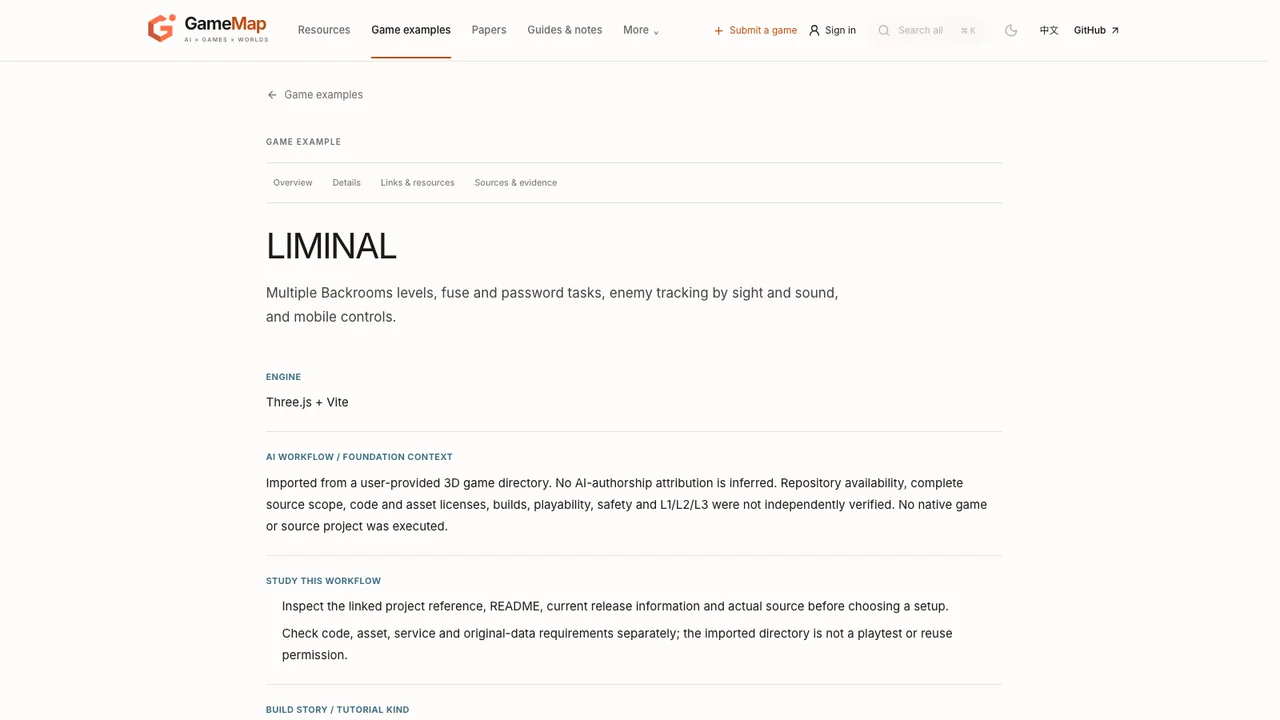 GameMap
AI × GAMES × WORLDS
Resources
Game examples
Papers
Guides & notes
More
+ Submit a game
Sign in
Search all
⌘ K
中文
GitHub ↗
← Game examples
GAME EXAMPLE
Overview
Details
Links & resources
Sources & evidence
LIMINAL
Multiple Backrooms levels, fuse and password tasks, enemy tracking by sight and sound,
and mobile controls.
ENGINE
Three.js + Vite
AI WORKFLOW / FOUNDATION CONTEXT
Imported from a user-provided 3D game directory. No AI-authorship attribution is inferred. Repository availability, complete
source scope, code and asset licenses, builds, playability, safety and L1/L2/L3 were not independently verified. No native game
or source project was executed.
STUDY THIS WORKFLOW
Inspect the linked project reference, README, current release information and actual source before choosing a setup.
Check code, asset, service and original-data requirements separately; the imported directory is not a playtest or reuse
permission.
BUILD STORY / TUTORIAL KIND